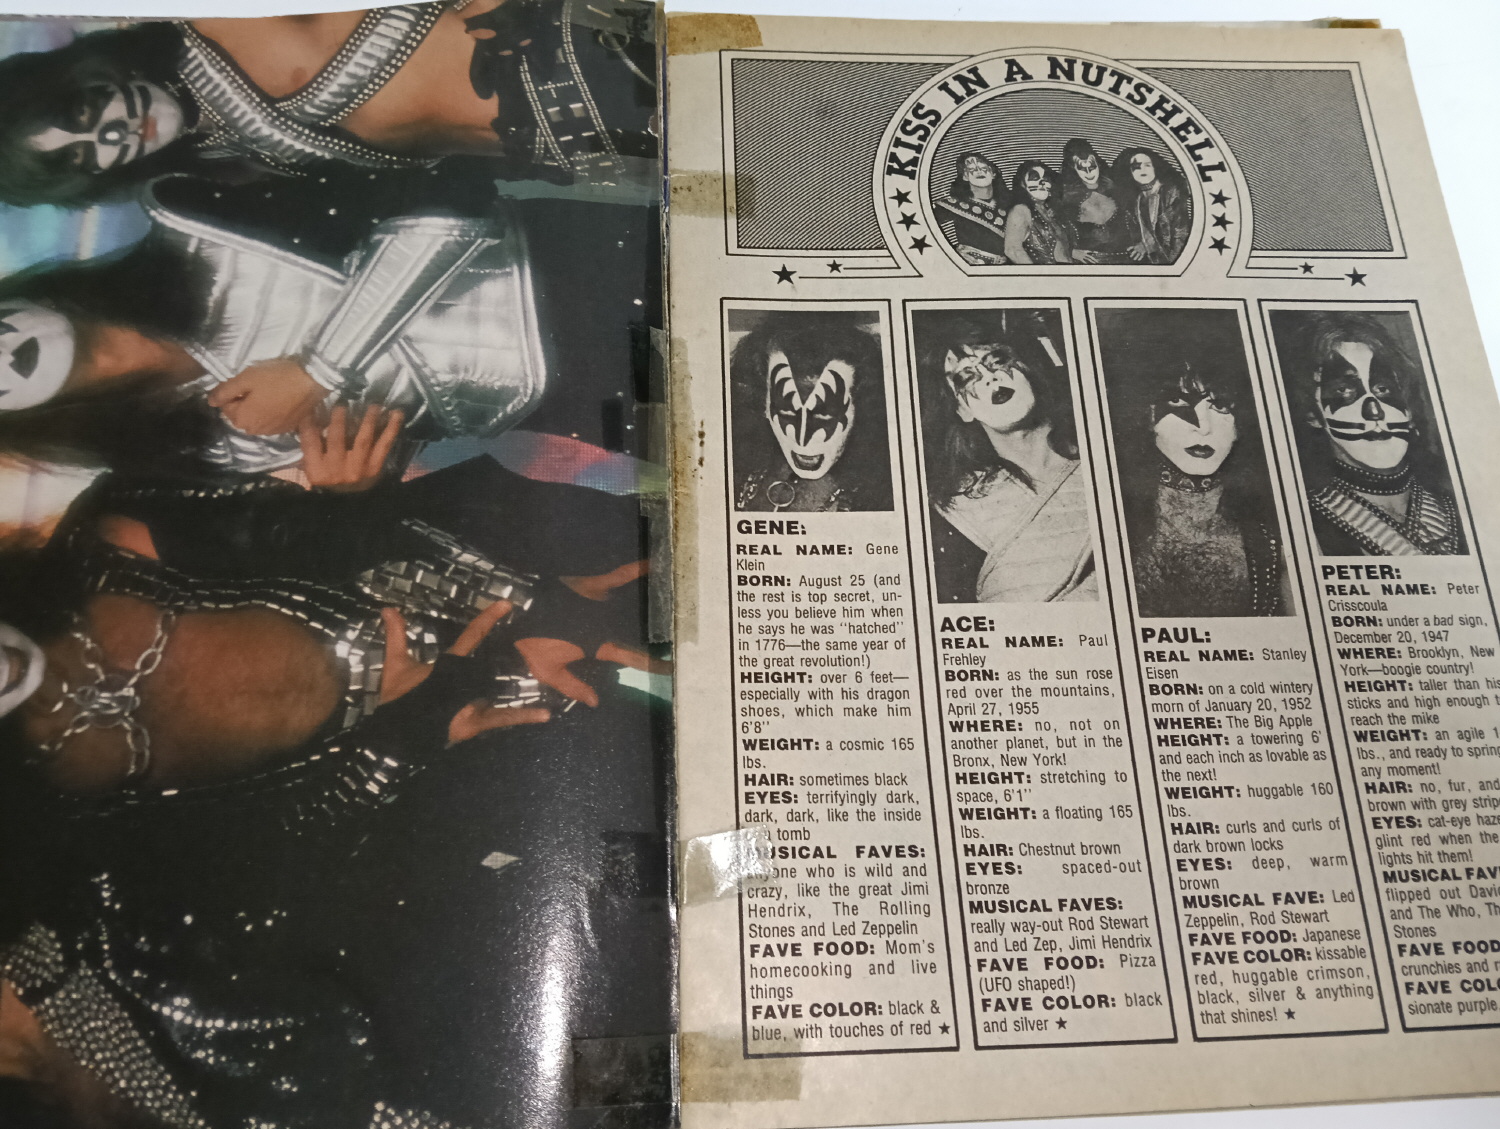 KISS IN A NUTSHELL
GENE:
REAL NAME: Gene
Klein
BORN: August 25 (and
the rest is top secret, un-
less you believe him when
he says he was "hatched"
in 1776—the same year of
the great revolution!)
HEIGHT: over 6 feet—
especially with his dragon
shoes, which make him
6'8"
WEIGHT: a cosmic 165
lbs.
HAIR: sometimes black
EYES: terrifyingly dark,
dark, dark, like the inside
tomb
MUSICAL FAVES:
anyone who is wild and
crazy, like the great Jimi
Hendrix, The Rolling
Stones and Led Zeppelin
FAVE FOOD: Mom's
homecooking and live
things
FAVE COLOR: black &
blue, with touches of red ★
ACE:
REAL NAME: Paul
Frehley
BORN: as the sun rose
red over the mountains,
April 27, 1955
WHERE: no, not on
another planet, but in the
Bronx, New York!
HEIGHT: stretching to
space, 6'1"
WEIGHT: a floating 165
lbs.
HAIR: Chestnut brown
EYES: spaced-out
bronze
MUSICAL FAVES:
really way-out Rod Stewart
and Led Zep, Jimi Hendrix
FAVE FOOD: Pizza
(UFO shaped!)
FAVE COLOR: black
and silver ★
PAUL:
REAL NAME: Stanley
Eisen
BORN: on a cold wintery
morn of January 20, 1952
WHERE: The Big Apple
HEIGHT: a towering 6'
and each inch as lovable as
the next!
WEIGHT: huggable 160
lbs.
HAIR: curls and curls of
dark brown locks
EYES: deep, warm
brown
MUSICAL FAVE: Led
Zeppelin, Rod Stewart
FAVE FOOD: Japanese
FAVE COLOR: kissable
red, huggable crimson,
black, silver & anything
that shines! ★
PETER:
REAL NAME: Peter
Crisscoula
BORN: under a bad sign,
December 20, 1947
WHERE: Brooklyn, New
York—boogie country!
HEIGHT: taller than his
sticks and high enough
reach the mike
WEIGHT: an agile
lbs., and ready to spring
any moment!
HAIR: no, fur, and
brown with grey
EYES: cat-eye
glint red when the
lights hit them!
MUSICAL
flipped out
and The Who,
Stones
FAVE FOOD
crunchies and
FAVE
purple